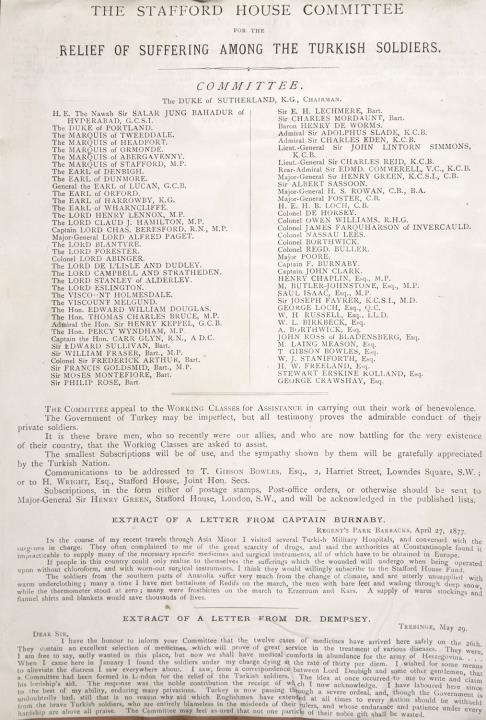 THE STAFFORD HOUSE COMMITTEE
FOR THE
RELIEF OF SUFFERING AMONG THE TURKISH SOLDIERS.
COMMITTEE.
The DUKE of SUTHERLAND, K.G., CHAIRMAN.
H. E. The Nawab Sir SALAR JUNG BAHADUR of
HYDERABAD, G.C.S.I.
The DUKE of PORTLAND.
The MARQUIS of TWEEDDALE.
The MARQUIS of HEADFORT.
The MARQUIS of ORMONDE.
The MARQUIS of ABERGAVENNY.
The MARQUIS of STAFFORD, M.P.
The EARL of DENBIGH.
The EARL of DUNMORE.
General the EARL of LUCAN, G.C.B.
The EARL of ORFORD.
The EARL of HARROWBY, K.G.
The EARL of WHARNCLIFFE.
The LORD HENRY LENNOX, M.P.
The LORD CLAUD J. HAMILTON, M.P.
Captain LORD CHAS. BERESFORD, R.N., M.P.
Major-General LORD ALFRED PAGET.
The LORD BLANTYRE.
The LORD FORESTER.
Colonel LORD ABINGER.
The LORD DE L'ISLE AND DUDLEY.
The LORD CAMPBELL AND STRATHEDEN.
The LORD STANLEY of ALDERLEY.
The LORD ESLINGTON.
The VISCO NT HOLMESDALE.
The VISCOUNT MELGUND.
The Hon. EDWARD WILLIAM DOUGLAS.
The Hon. THOMAS CHARLES BRUCE, M.P.
Admiral the Hon. Sir HENRY KEPPEL, G.C.B.
The Hon. PERCY WYNDHAM, M.P.
Captain the Hon. CARR GLYN, R.N., A D.C.
Sir EDWARD SULLIVAN, Bart.
Sir WILLIAM FRASER, Bart., M.P.
Colonel Sir FREDERICK ARTHUR, Bart.
Sir FRANCIS GOLDSMID, Bart., M.P.
Sir MOSES MONTEFIORE, Bart.
Sir PHILIP ROSE, Bart.
Sir E. H. LECHMERE, Bart.
Sir CHARLES MORDAUNT, Bart.
Baron HENRY DE WORMS.
Admiral Sir ADOLPHUS SLADE, K.C.B.
Admiral Sir CHARLES EDEN, K.C.B.
Lieut.-General Sir JOHN LINTORN SIMMONS,
K.C.B.
Lieut.-General Sir CHARLES REID, K.C.B.
Rear-Admiral Sir EDMD. COMMERELL, V.C., K.C.B.
Major-General Sir HENRY GREEN, K.C.S.I., C.B.
Sir ALBERT SASSOON.
Major-General H. S. ROWAN, C.B., B.A.
Major-General FOSTER, C.B.
H. E. H. B. LOCH, C.B.
Colonel DE HORSEY.
Colonel OWEN WILLIAMS, R.H.G.
Colonel JAMES FARQUHARSON of INVERCAULD.
Colonel NASSAU LEES.
Colonel BORTHWICK.
Colonel REGD. BULLER.
Major POORE.
Captain F. BURNABY.
Captain JOHN CLARK.
HENRY CHAPLIN, Esq., M.P.
M. BUTLER-JOHNSTONE, Esq., M.P.
SAUL ISAAC, Esq., M.P.
Sir JOSEPH FAYRER, K.C.S.I., M.D.
GEORGE LOCH, Esq., Q.C.
W. H. RUSSELL, Esq., LL.D.
W. L. BIRKBECK, Esq.
A. BORTHWICK, Esq.
JOHN ROSS of BLADENSBERG, Esq.
M. LAING MEASON, Esq.
T GIBSON BOWLES, Esq.
W. J. STANIFORTH, Esq.
H. W. FREELAND, Esq.
STEWART ERSKINE ROLLAND, Esq.
GEORGE CRAWSHAY, Esq.
THE COMMITTEE appeal to the WORKING CLASSES for ASSISTANCE in carrying out their work of benevolence.
The Government of Turkey may be imperfect, but all testimony proves the admirable conduct of their
private soldiers.
It is these brave men, who so recently were our allies, and who are now battling for the very existence
of their country, that the Working Classes are asked to assist.
The smallest Subscriptions will be of use, and the sympathy shown by them will be gratefully appreciated
by the Turkish Nation.
Communications to be addressed to T. GIBSON BOWLES, Esq., 2, Harriet Street, Lowndes Square, S.W.;
or to H. WRIGHT, Esq., Stafford House, Joint Hon. Secs.
Subscriptions, in the form either of postage stamps, Post-office orders, or otherwise should be sent to
Major-General Sir HENRY GREEN, Stafford House, London, S.W., and will be acknowledged in the published lists.
EXTRACT OF A LETTER FROM CAPTAIN BURNABY.
REGENT'S PARK BARRACKS, April 27, 1877.
In the course of my recent travels through Asia Minor I visited several Turkish Military Hospitals, and conversed with the
surgeons in charge. They often complained to me of the great scarcity of drugs, and said the authorities at Constantinople found it
impracticable to supply many of the necessary specific medicines and surgical instruments, all of which have to be obtained in Europe.
If people in this country could only realise to themselves the sufferings which the wounded will undergo when being operated
upon without chloroform, and with worn-out surgical instruments, I think they would willingly subscribe to the Stafford House Fund.
The soldiers from the southern parts of Anatolia suffer very much from the change of climate, and are utterly unsupplied with
warm underclothing; many a time I have met battalions of Redifs on the march, the men with bare feet and wading through deep snow,
while the thermometer stood at zero; many were frostbitten on the march to Erzeroum and Kars. A supply of warm stockings and
flannel shirts and blankets would save thousands of lives.
EXTRACT OF A LETTER FROM DR. DEMPSEY.
TREBINGE, May 29.
DEAR SIR,
I have the honour to inform your Committee that the twelve cases of medicines have arrived here safely on the 26th.
They contain an excellent selection of medicines, which will prove of great service in the treatment of various diseases. They were,
I am free to say, sadly wanted in this place, but now we shall have medical comforts in abundance for the army of Herzegovina. . . .
When I came here in January I found the soldiers under my charge dying at the rate of thirty per diem. I wished for some means
to alleviate the distress I saw everywhere about. I saw, from a correspondence between Lord Denbigh and some other gentlemen, that
a Committee had been formed in L ndon for the relief of the Turkish soldiers. The idea at once occurred to me to write and claim
his lordship's aid. The response was the noble contribution the receipt of which I now acknowledge. I have laboured here since
to the best of my ability, enduring many privations. Turkey is now passing through a severe ordeal, and, though the Government is
undoubtedly bad, still that is no reason why aid which Englishmen have extended at all times to every nation should be withheld
from the brave Turkish soldiers, who are entirely blameless in the misdeeds of their rulers, and whose endurance and patience under every
hardship are above all praise. The Committee may feel as ured that not one particle of their noble gift shall be wasted.